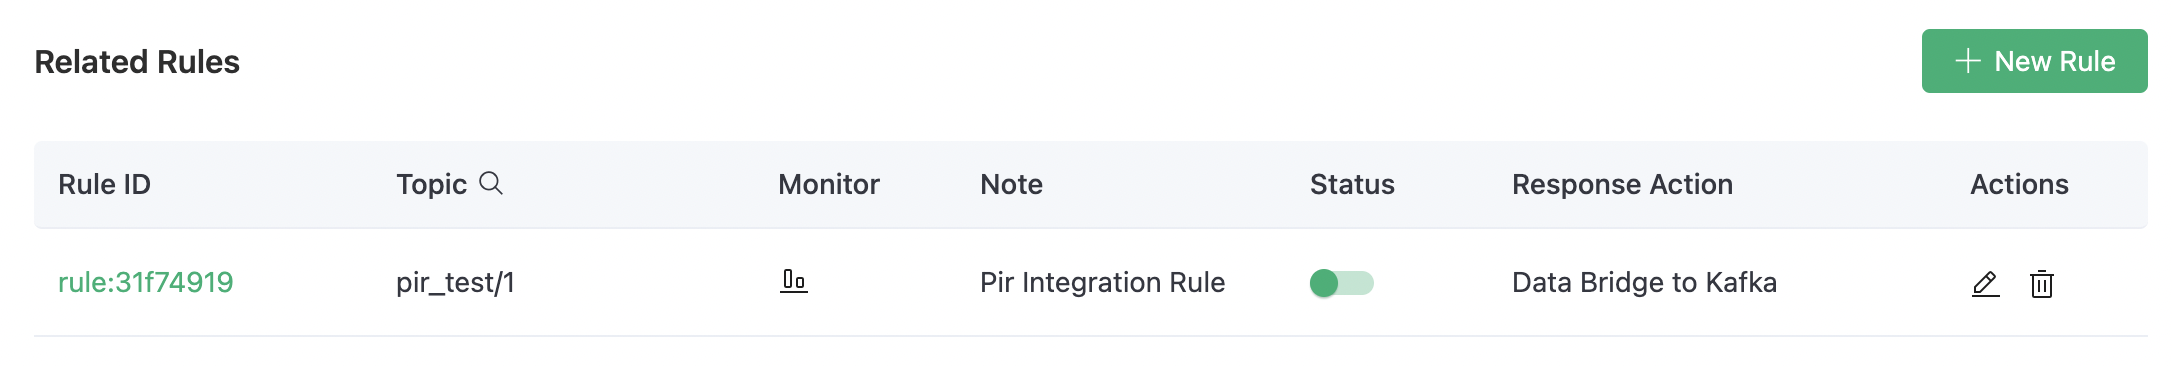 Related Rules
New Rule
Rule ID Topic Monitor Note Status Response Action Actions
rule:31f74919 pir_test/1 Pir Integration Rule Data Bridge to Kafka